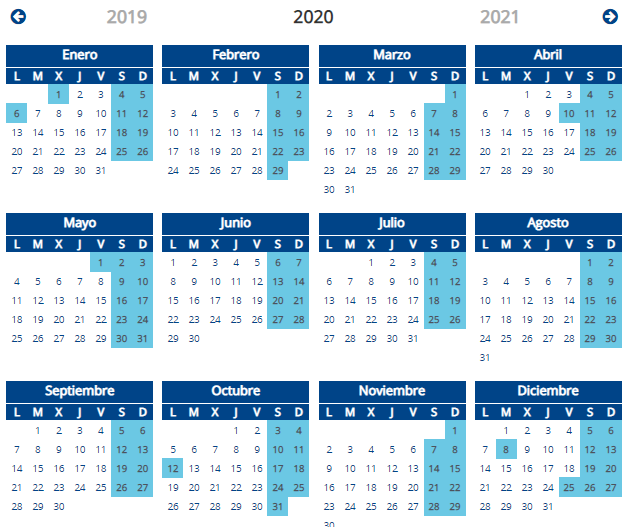 2019 2020 2021
Enero Febrero Marzo Abril
L M X J V S D L M X J V S D L M X J V S D L M X J V S D
1 2 3 4 5 1 2 1 1 2 3 4 5
6 7 8 9 10 11 12 3 4 5 6 7 8 9 2 3 4 5 6 7 8 6 7 8 9 10 11 12
13 14 15 16 17 18 19 10 11 12 13 14 15 16 9 10 11 12 13 14 15 13 14 15 16 17 18 19
20 21 22 23 24 25 26 17 18 19 20 21 22 23 16 17 18 19 20 21 22 20 21 22 23 24 25 26
27 28 29 30 31 24 25 26 27 28 29 23 24 25 26 27 28 29 27 28 29 30
30 31
Mayo Junio Julio Agosto
L M X J V S D L M X J V S D L M X J V S D L M X J V S D
1 2 3 1 2 3 4 5 6 7 1 2 3 4 5 1 2
4 5 6 7 8 9 10 8 9 10 11 12 13 14 6 7 8 9 10 11 12 3 4 5 6 7 8 9
11 12 13 14 15 16 17 15 16 17 18 19 20 21 13 14 15 16 17 18 19 10 11 12 13 14 15 16
18 19 20 21 22 23 24 22 23 24 25 26 27 28 20 21 22 23 24 25 26 17 18 19 20 21 22 23
25 26 27 28 29 30 31 29 30 27 28 29 30 31 24 25 26 27 28 29 30
31
Septiembre Octubre Noviembre Diciembre
L M X J V S D L M X J V S D L M X J V S D L M X J V S D
1 2 3 4 5 6 1 2 3 4 1 1 2 3 4 5 6
7 8 9 10 11 12 13 5 6 7 8 9 10 11 2 3 4 5 6 7 8 7 8 9 10 11 12 13
14 15 16 17 18 19 20 12 13 14 15 16 17 18 9 10 11 12 13 14 15 14 15 16 17 18 19 20
21 22 23 24 25 26 27 19 20 21 22 23 24 25 16 17 18 19 20 21 22 21 22 23 24 25 26 27
28 29 30 26 27 28 29 30 31 23 24 25 26 27 28 29 28 29 30 31
30